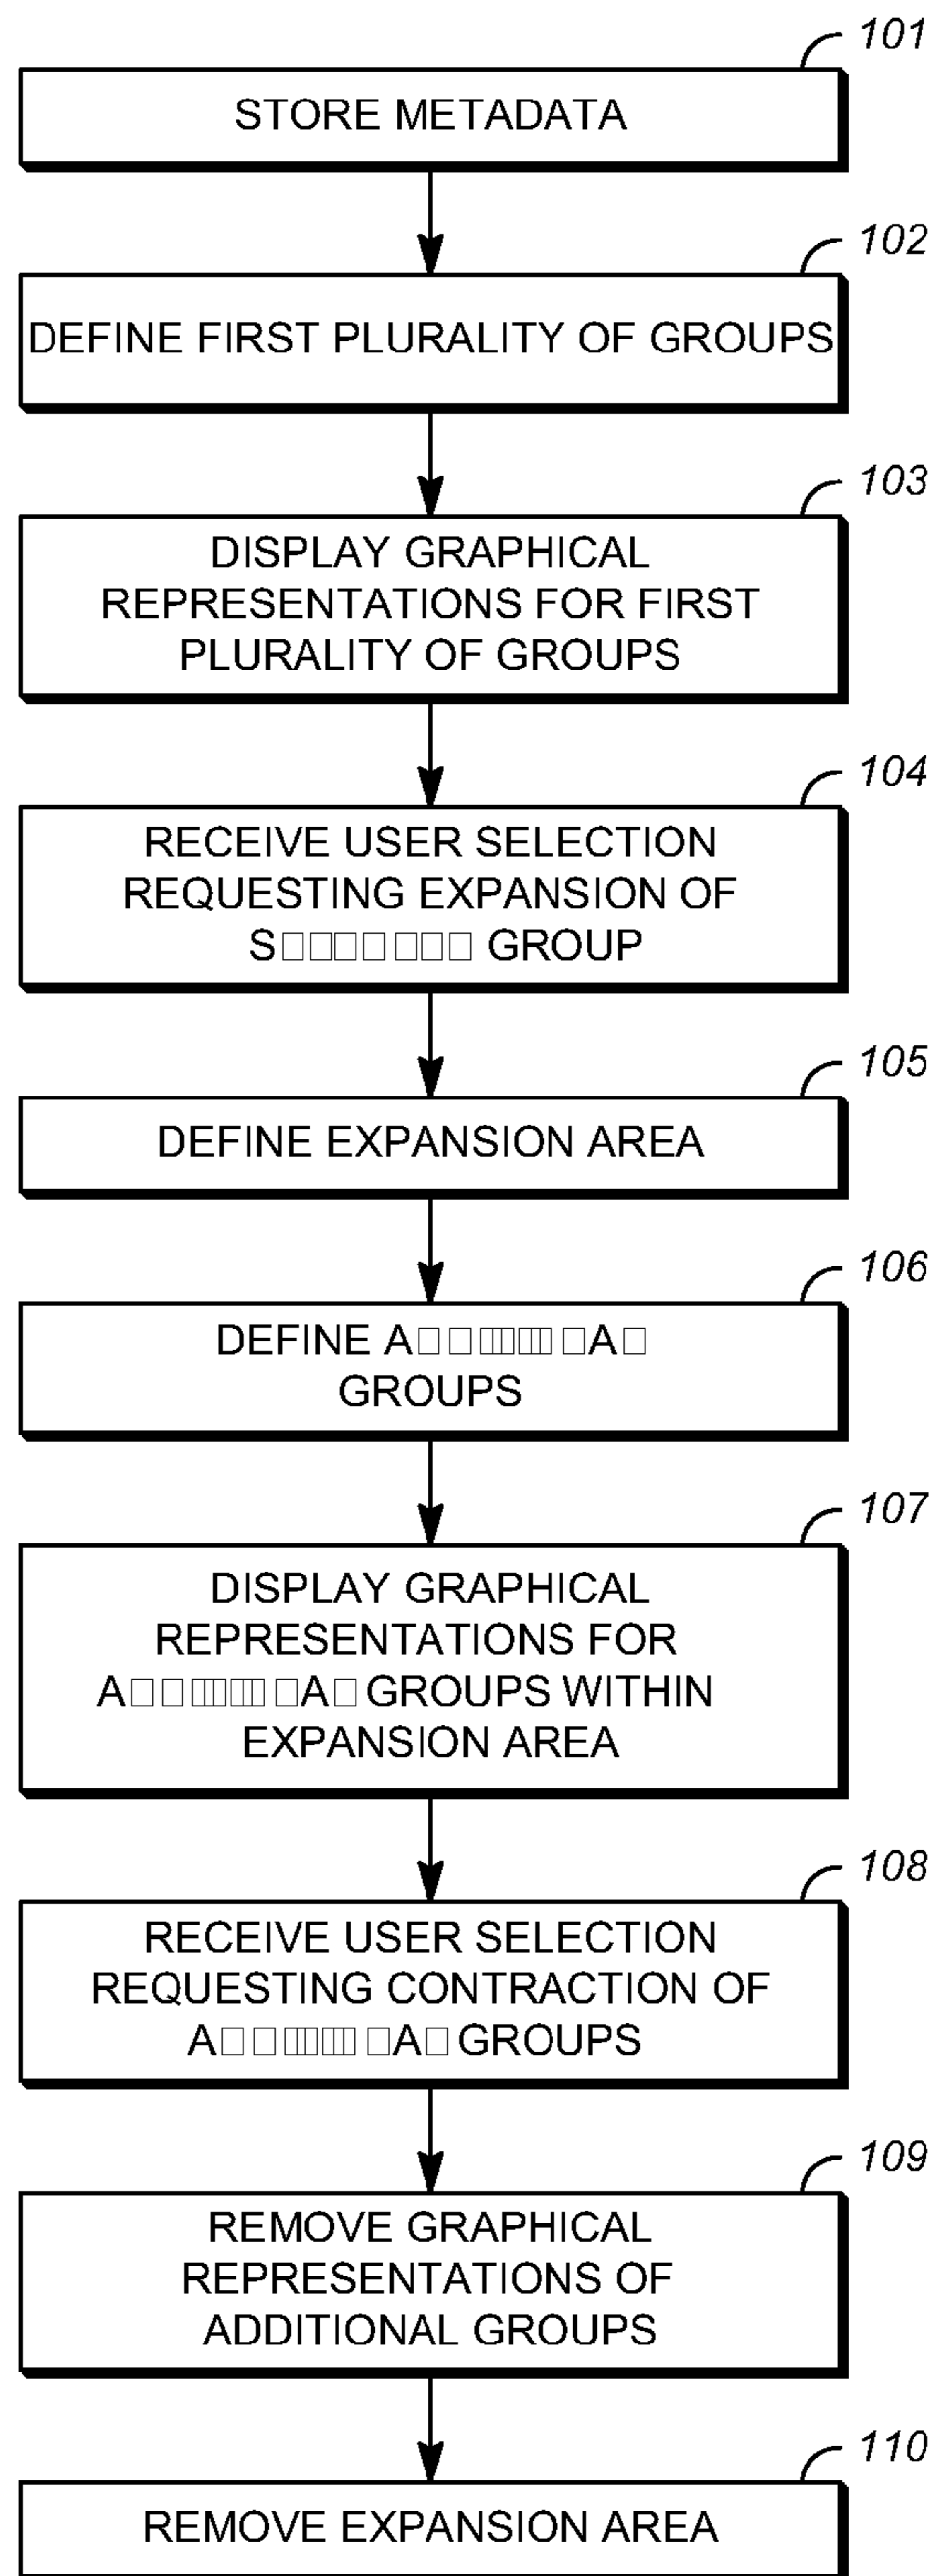 101
STORE METADATA
102
DEFINE FIRST PLURALITY OF GROUPS
103
DISPLAY GRAPHICAL
REPRESENTATIONS FOR FIRST
PLURALITY OF GROUPS
104
RECEIVE USER SELECTION
REQUESTING EXPANSION OF
GROUP
105
DEFINE EXPANSION AREA
106
DEFINE
GROUPS
107
DISPLAY GRAPHICAL
REPRESENTATIONS FOR
GROUPS WITHIN
EXPANSION AREA
108
RECEIVE USER SELECTION
REQUESTING CONTRACTION OF
GROUPS
109
REMOVE GRAPHICAL
REPRESENTATIONS OF
ADDITIONAL GROUPS
110
REMOVE EXPANSION AREA